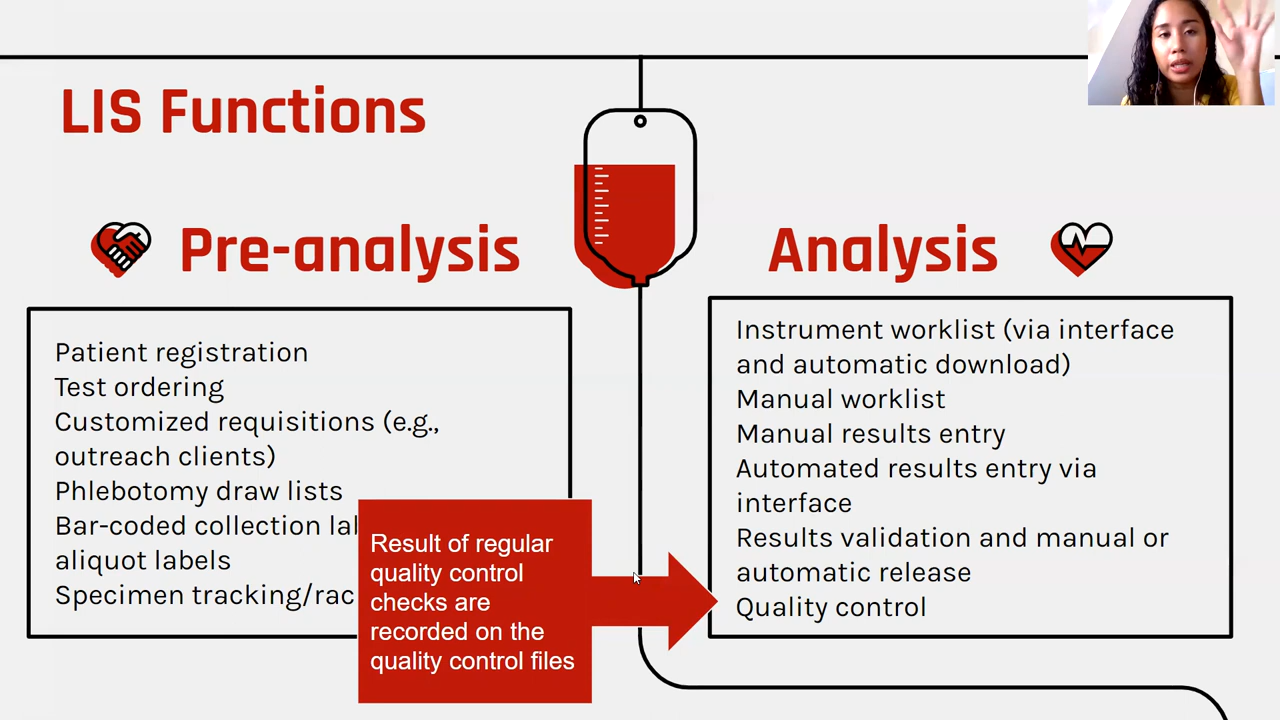 LIS Functions
Pre-analysis
Patient registration
Test ordering
Customized requisitions (e.g.,
outreach clients)
Phlebotomy draw lists
Bar-coded collection
aliquot labels
Specimen
Result of regular
quality control
checks are
recorded on the
quality control files
Analysis
Instrument worklist (via interface
and automatic download)
Manual worklist
Manual results entry
Automated results entry via
interface
Results validation and manual or
automatic release
Quality control